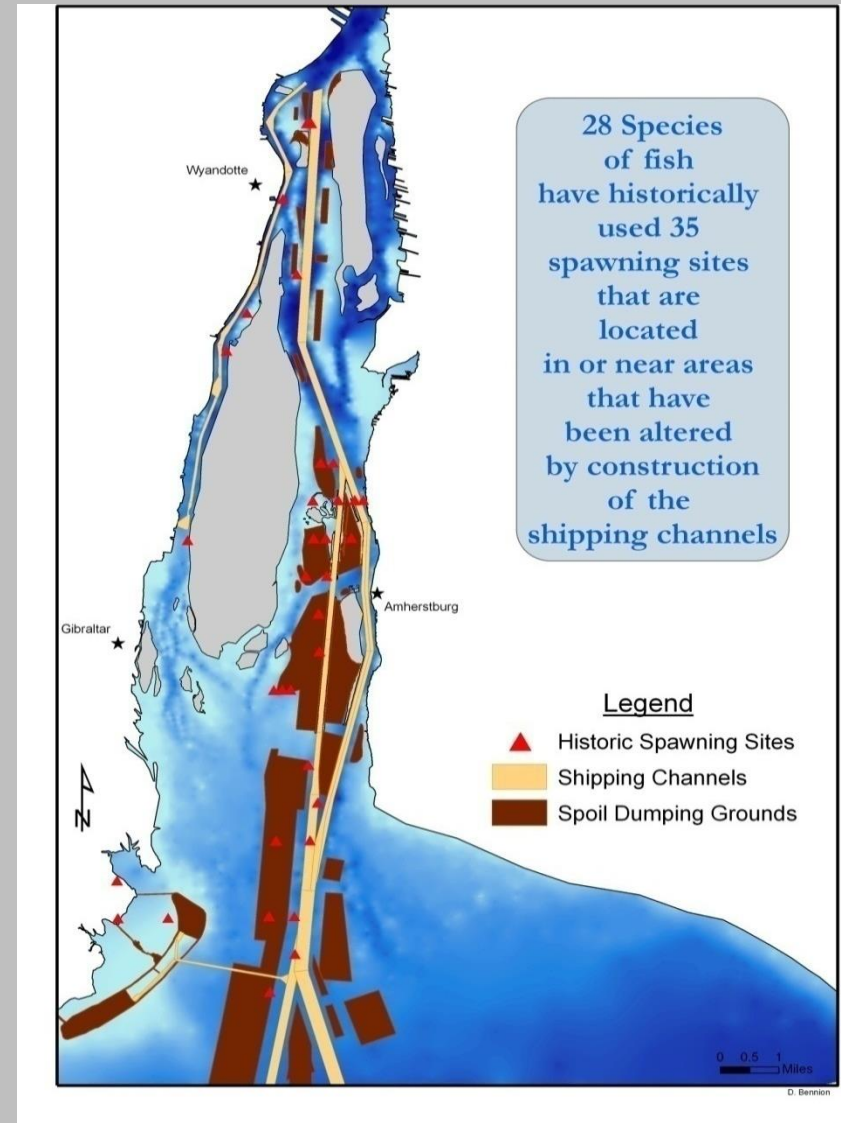 28 Species
of fish
have historically
used 35
spawning sites
that are
located
in or near areas
that have
been altered
by construction
of the
shipping channels
Wyandotte
Amherstburg
Gibraltar
Legend
Historic Spawning Sites
Shipping Channels
Spoil Dumping Grounds
N
0 0.5 1
Miles
D. Bennion